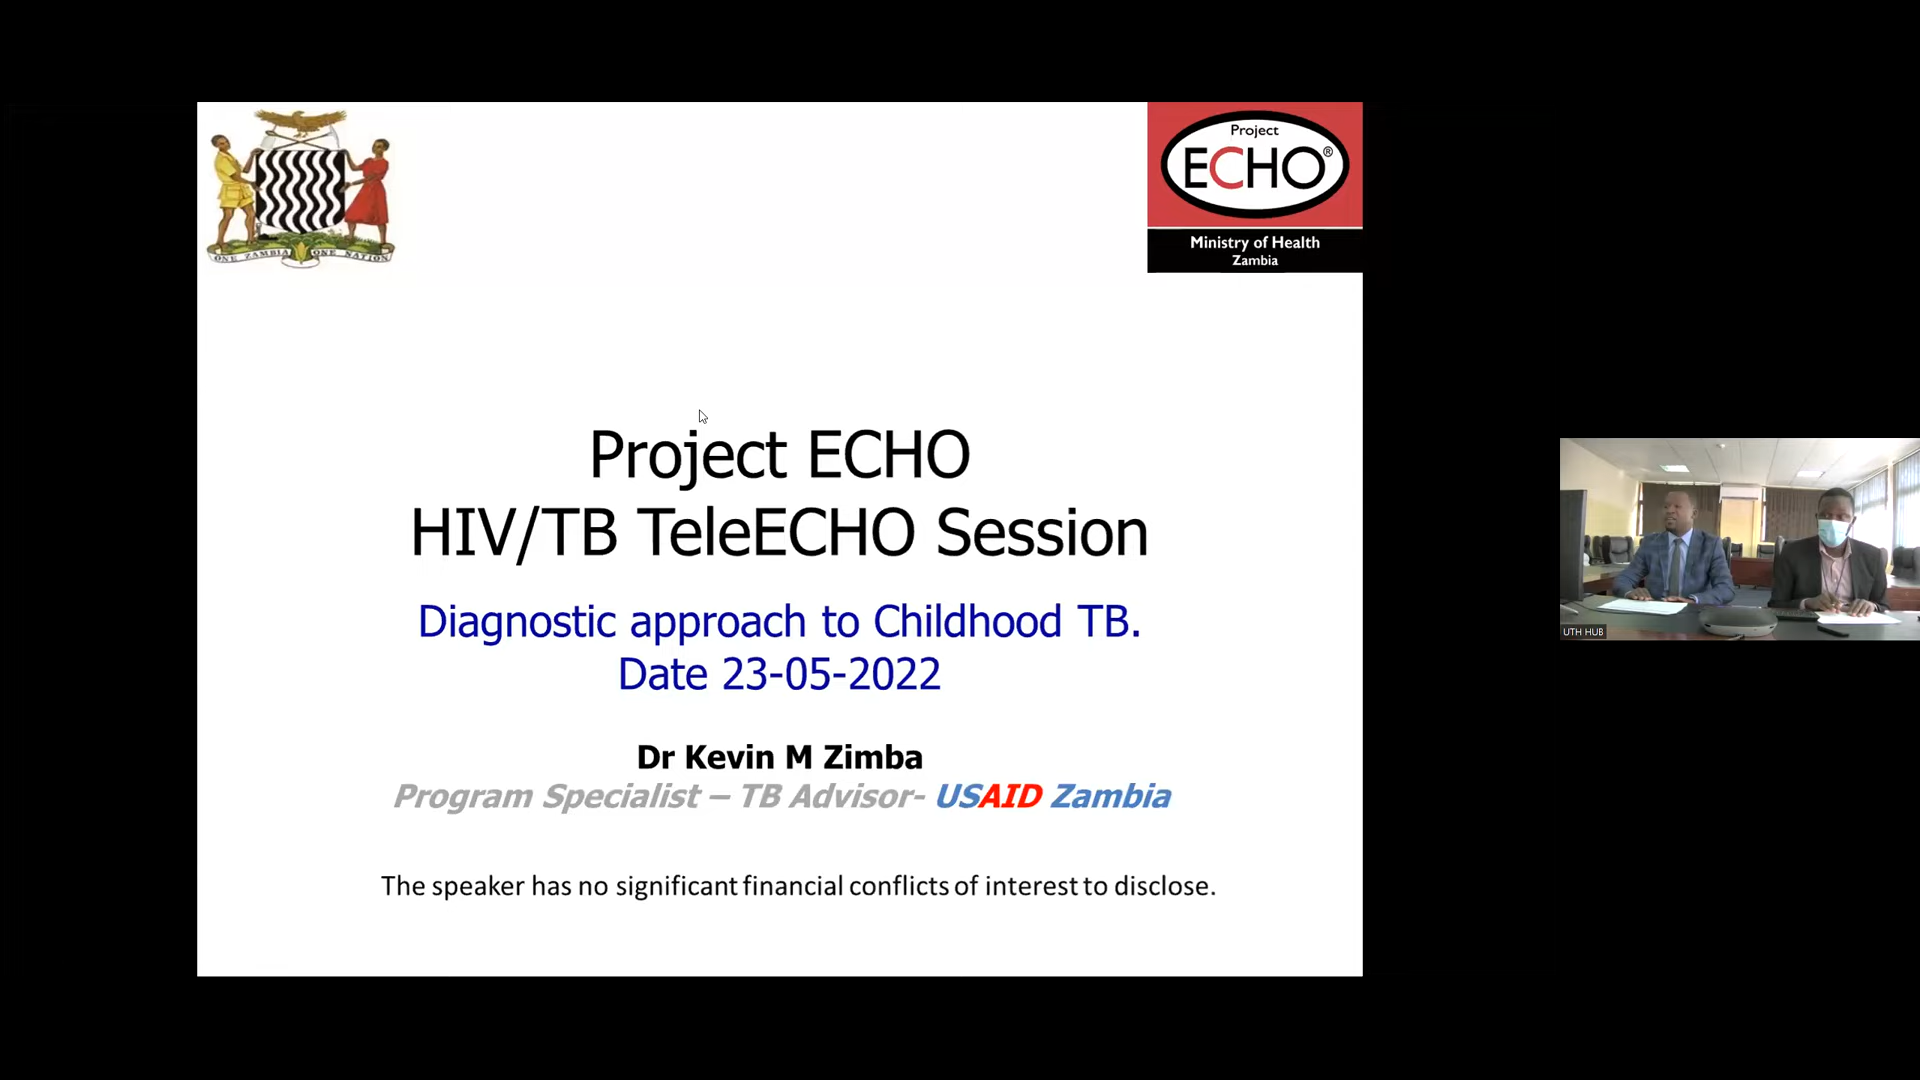 ONE ZAMBIA ONE NATION
Project
ECHO®
Ministry of Health
Zambia
Project ECHO
HIV/TB TeleECHO Session
Diagnostic approach to Childhood TB.
Date 23-05-2022
Dr Kevin M Zimba
Program Specialist – TB Advisor- USAID Zambia
The speaker has no significant financial conflicts of interest to disclose.
UTH HUB